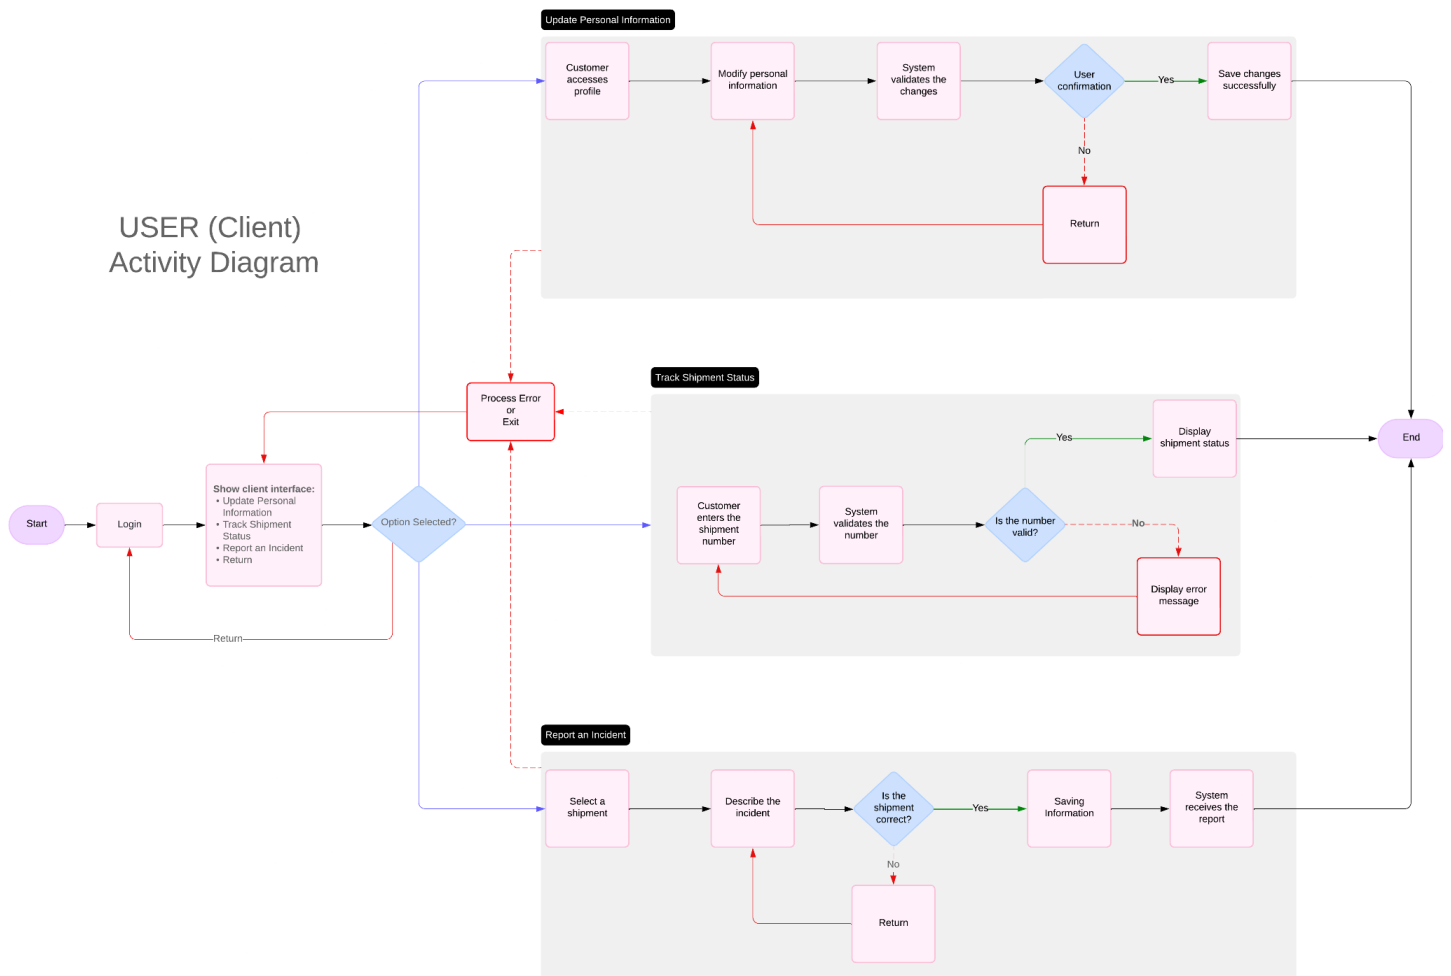 Update Personal Information
Customer
accesses
profile
Modify personal
information
System
validates the
changes
User
confirmation
Yes
Save changes
successfully
No
Return
USER (Client)
Activity Diagram
Track Shipment Status
Process Error
or
Exit
Display
shipment status
Yes
End
Show client interface:
• Update Personal
Information
• Track Shipment
Status
• Report an Incident
• Return
Start
Login
Option Selected?
Customer
enters the
shipment
number
System
validates the
number
Is the number
valid?
No
Display error
message
Return
Report an Incident
Select a
shipment
Describe the
incident
Is the
shipment
correct?
Yes
Saving
Information
System
receives the
report
No
Return